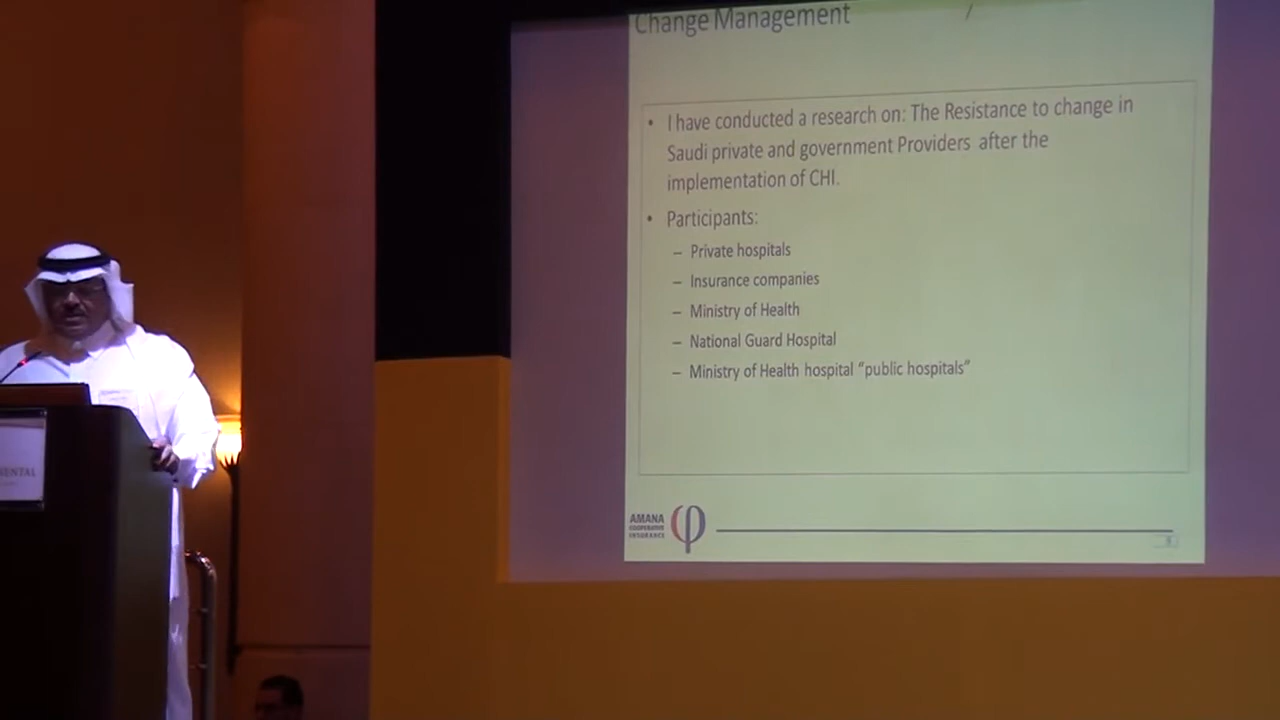 Change Management
• I have conducted a research on: The Resistance to change in
Saudi private and government Providers after the
implementation of CHI.
• Participants:
– Private hospitals
– Insurance companies
– Ministry of Health
– National Guard Hospital
– Ministry of Health hospital “public hospitals”
AMANA
COOPERATIVE
INSURANCE